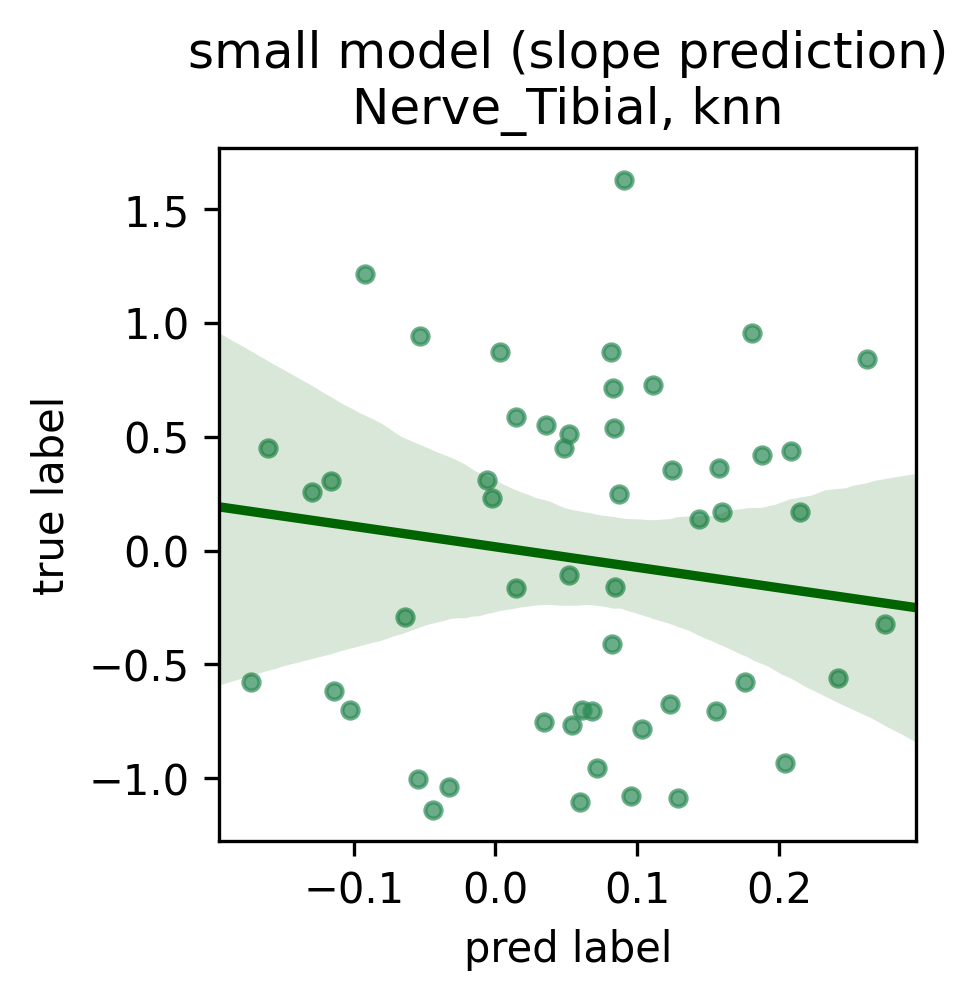 small model (slope prediction)
Nerve_Tibial, knn
1.5
1.0
0.5
0.0
−0.5
−1.0
true label
−0.1
0.0
0.1
0.2
pred label